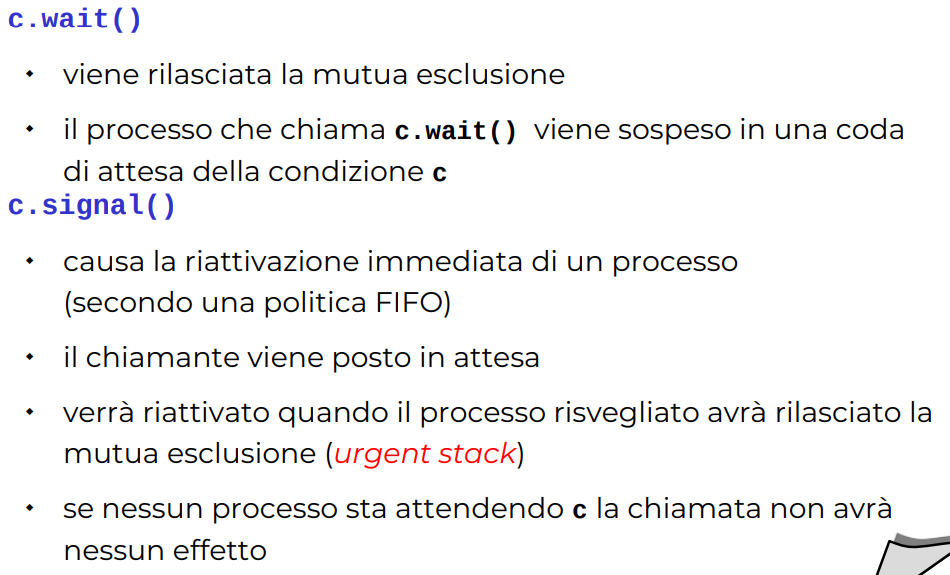 c.wait()
• viene rilasciata la mutua esclusione
• il processo che chiama c.wait() viene sospeso in una coda
di attesa della condizione c
c.signal()
• causa la riattivazione immediata di un processo
(secondo una politica FIFO)
• il chiamante viene posto in attesa
• verrà riattivato quando il processo risvegliato avrà rilasciato la
mutua esclusione (urgent stack)
• se nessun processo sta attendendo c la chiamata non avrà
nessun effetto